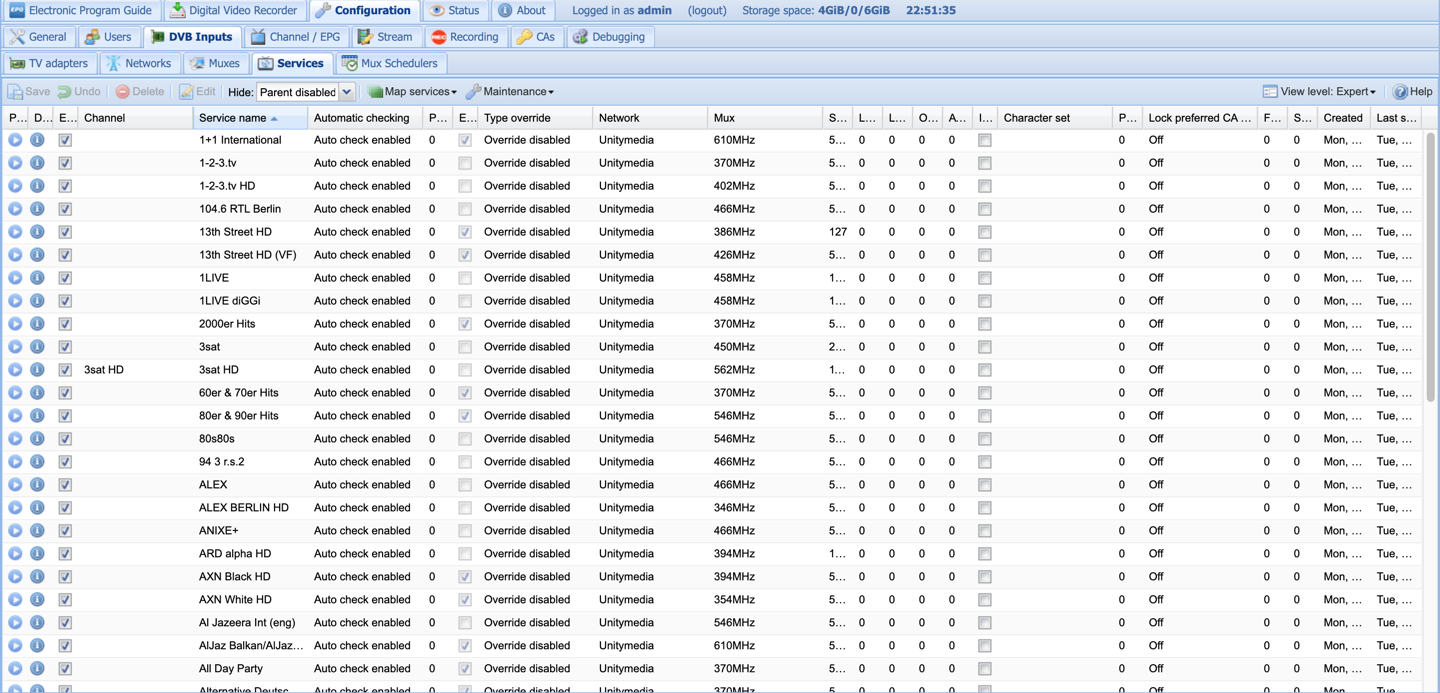 EPG Electronic Program Guide Digital Video Recorder Configuration Status About Logged in as admin (logout) Storage space: 4GiB/0/6GiB 22:51:35
General Users DVB Inputs Channel / EPG Stream REC Recording CAs Debugging
TV adapters Networks Muxes Services Mux Schedulers
Save Undo Delete Edit Hide: Parent disabled Map services Maintenance View level: Expert Help
P... D... E... Channel Service name Automatic checking P... E... Type override Network Mux S... L... L... O... A... I... Character set P... Lock preferred CA ... F... S... Created Last s...
1+1 International Auto check enabled 0 Override disabled Unitymedia 610MHz 5... 0 0 0 0 0 Off 0 0 Mon, ... Tue, ...
1-2-3.tv Auto check enabled 0 Override disabled Unitymedia 370MHz 5... 0 0 0 0 0 Off 0 0 Mon, ... Tue, ...
1-2-3.tv HD Auto check enabled 0 Override disabled Unitymedia 402MHz 5... 0 0 0 0 0 Off 0 0 Mon, ... Tue, ...
104.6 RTL Berlin Auto check enabled 0 Override disabled Unitymedia 466MHz 5... 0 0 0 0 0 Off 0 0 Mon, ... Tue, ...
13th Street HD Auto check enabled 0 Override disabled Unitymedia 386MHz 127 0 0 0 0 0 Off 0 0 Mon, ... Tue, ...
13th Street HD (VF) Auto check enabled 0 Override disabled Unitymedia 426MHz 5... 0 0 0 0 0 Off 0 0 Mon, ... Tue, ...
1LIVE Auto check enabled 0 Override disabled Unitymedia 458MHz 1... 0 0 0 0 0 Off 0 0 Mon, ... Tue, ...
1LIVE diGGi Auto check enabled 0 Override disabled Unitymedia 458MHz 1... 0 0 0 0 0 Off 0 0 Mon, ... Tue, ...
2000er Hits Auto check enabled 0 Override disabled Unitymedia 370MHz 5... 0 0 0 0 0 Off 0 0 Mon, ... Tue, ...
3sat Auto check enabled 0 Override disabled Unitymedia 450MHz 2... 0 0 0 0 0 Off 0 0 Mon, ... Tue, ...
3sat HD 3sat HD Auto check enabled 0 Override disabled Unitymedia 562MHz 1... 0 0 0 0 0 Off 0 0 Mon, ... Tue, ...
60er & 70er Hits Auto check enabled 0 Override disabled Unitymedia 370MHz 5... 0 0 0 0 0 Off 0 0 Mon, ... Tue, ...
80er & 90er Hits Auto check enabled 0 Override disabled Unitymedia 546MHz 5... 0 0 0 0 0 Off 0 0 Mon, ... Tue, ...
80s80s Auto check enabled 0 Override disabled Unitymedia 546MHz 5... 0 0 0 0 0 Off 0 0 Mon, ... Tue, ...
94 3 r.s.2 Auto check enabled 0 Override disabled Unitymedia 466MHz 5... 0 0 0 0 0 Off 0 0 Mon, ... Tue, ...
ALEX Auto check enabled 0 Override disabled Unitymedia 466MHz 5... 0 0 0 0 0 Off 0 0 Mon, ... Tue, ...
ALEX BERLIN HD Auto check enabled 0 Override disabled Unitymedia 346MHz 5... 0 0 0 0 0 Off 0 0 Mon, ... Tue, ...
ANIXE+ Auto check enabled 0 Override disabled Unitymedia 466MHz 5... 0 0 0 0 0 Off 0 0 Mon, ... Tue, ...
ARD alpha HD Auto check enabled 0 Override disabled Unitymedia 394MHz 1... 0 0 0 0 0 Off 0 0 Mon, ... Tue, ...
AXN Black HD Auto check enabled 0 Override disabled Unitymedia 394MHz 5... 0 0 0 0 0 Off 0 0 Mon, ... Tue, ...
AXN White HD Auto check enabled 0 Override disabled Unitymedia 354MHz 5... 0 0 0 0 0 Off 0 0 Mon, ... Tue, ...
Al Jazeera Int (eng) Auto check enabled 0 Override disabled Unitymedia 546MHz 5... 0 0 0 0 0 Off 0 0 Mon, ... Tue, ...
AlJaz Balkan/AlJaz... Auto check enabled 0 Override disabled Unitymedia 610MHz 5... 0 0 0 0 0 Off 0 0 Mon, ... Tue, ...
All Day Party Auto check enabled 0 Override disabled Unitymedia 370MHz 5... 0 0 0 0 0 Off 0 0 Mon, ... Tue, ...
Alternative Deutsc... Auto check enabled 0 Override disabled Unitymedia 370MHz 5... 0 0 0 0 0 Off 0 0 Mon, ... Tue, ...